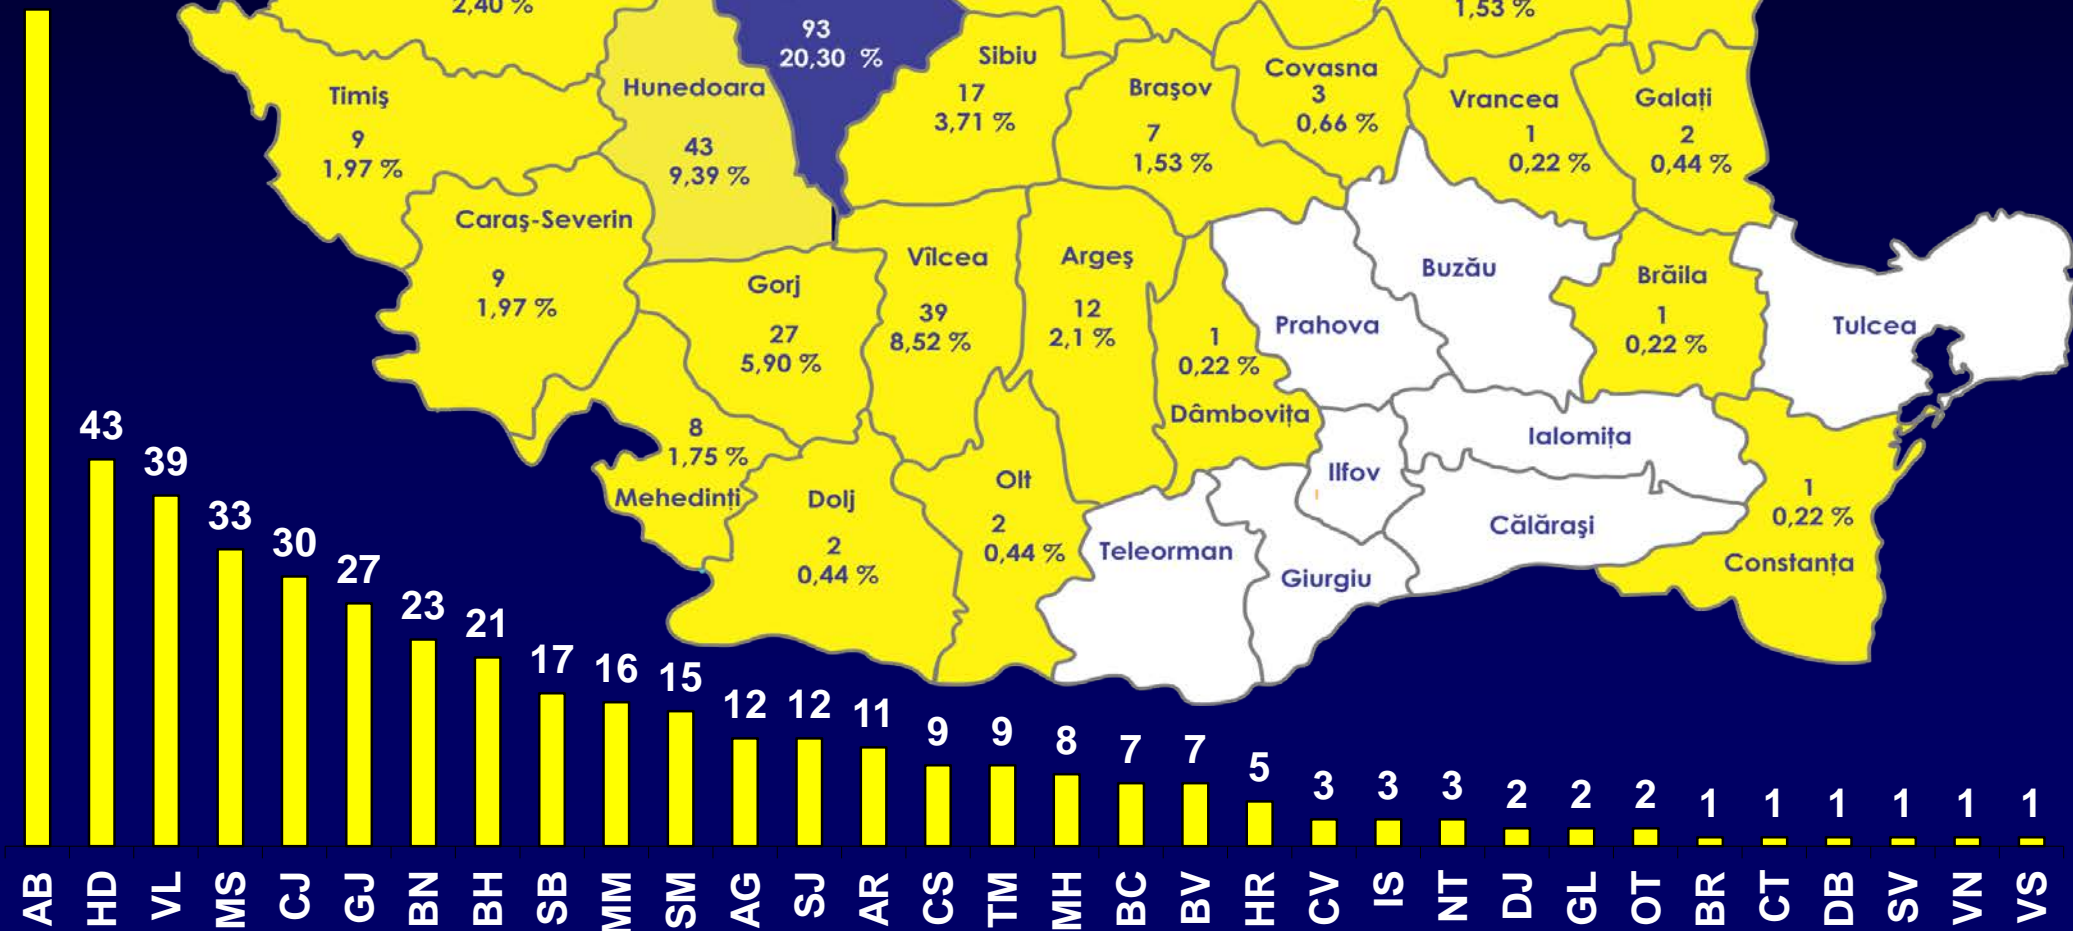 2,40 %
93
20,30 %
1,53 %
Sibiu
17
3,71 %
Timiş
9
1,97 %
Hunedoara
43
9,39 %
Braşov
7
1,53 %
Covasna
3
0,66 %
Vrancea
1
0,22 %
Galaţi
2
0,44 %
Caraş-Severin
9
1,97 %
Gorj
27
5,90 %
Vîlcea
39
8,52 %
Argeş
12
2,1 %
1
0,22 %
Dâmboviţa
Prahova
Buzău
Brăila
1
0,22 %
Tulcea
8
1,75 %
Mehedinţi
Dolj
2
0,44 %
Olt
2
0,44 %
Teleorman
Giurgiu
Ilfov
Ialomiţa
Călăraşi
1
0,22 %
Constanţa
43 39 33 30 27 23 21 17 16 15 12 12 11 9 9 8 7 7 5 3 3 3 2 2 2 1 1 1 1 1 1
AB HD VL MS CJ GJ BN BH SB MM SM AG SJ AR CS TM MH BC BV HR CV IS NT DJ GL OT BR CT DB SV VN VS